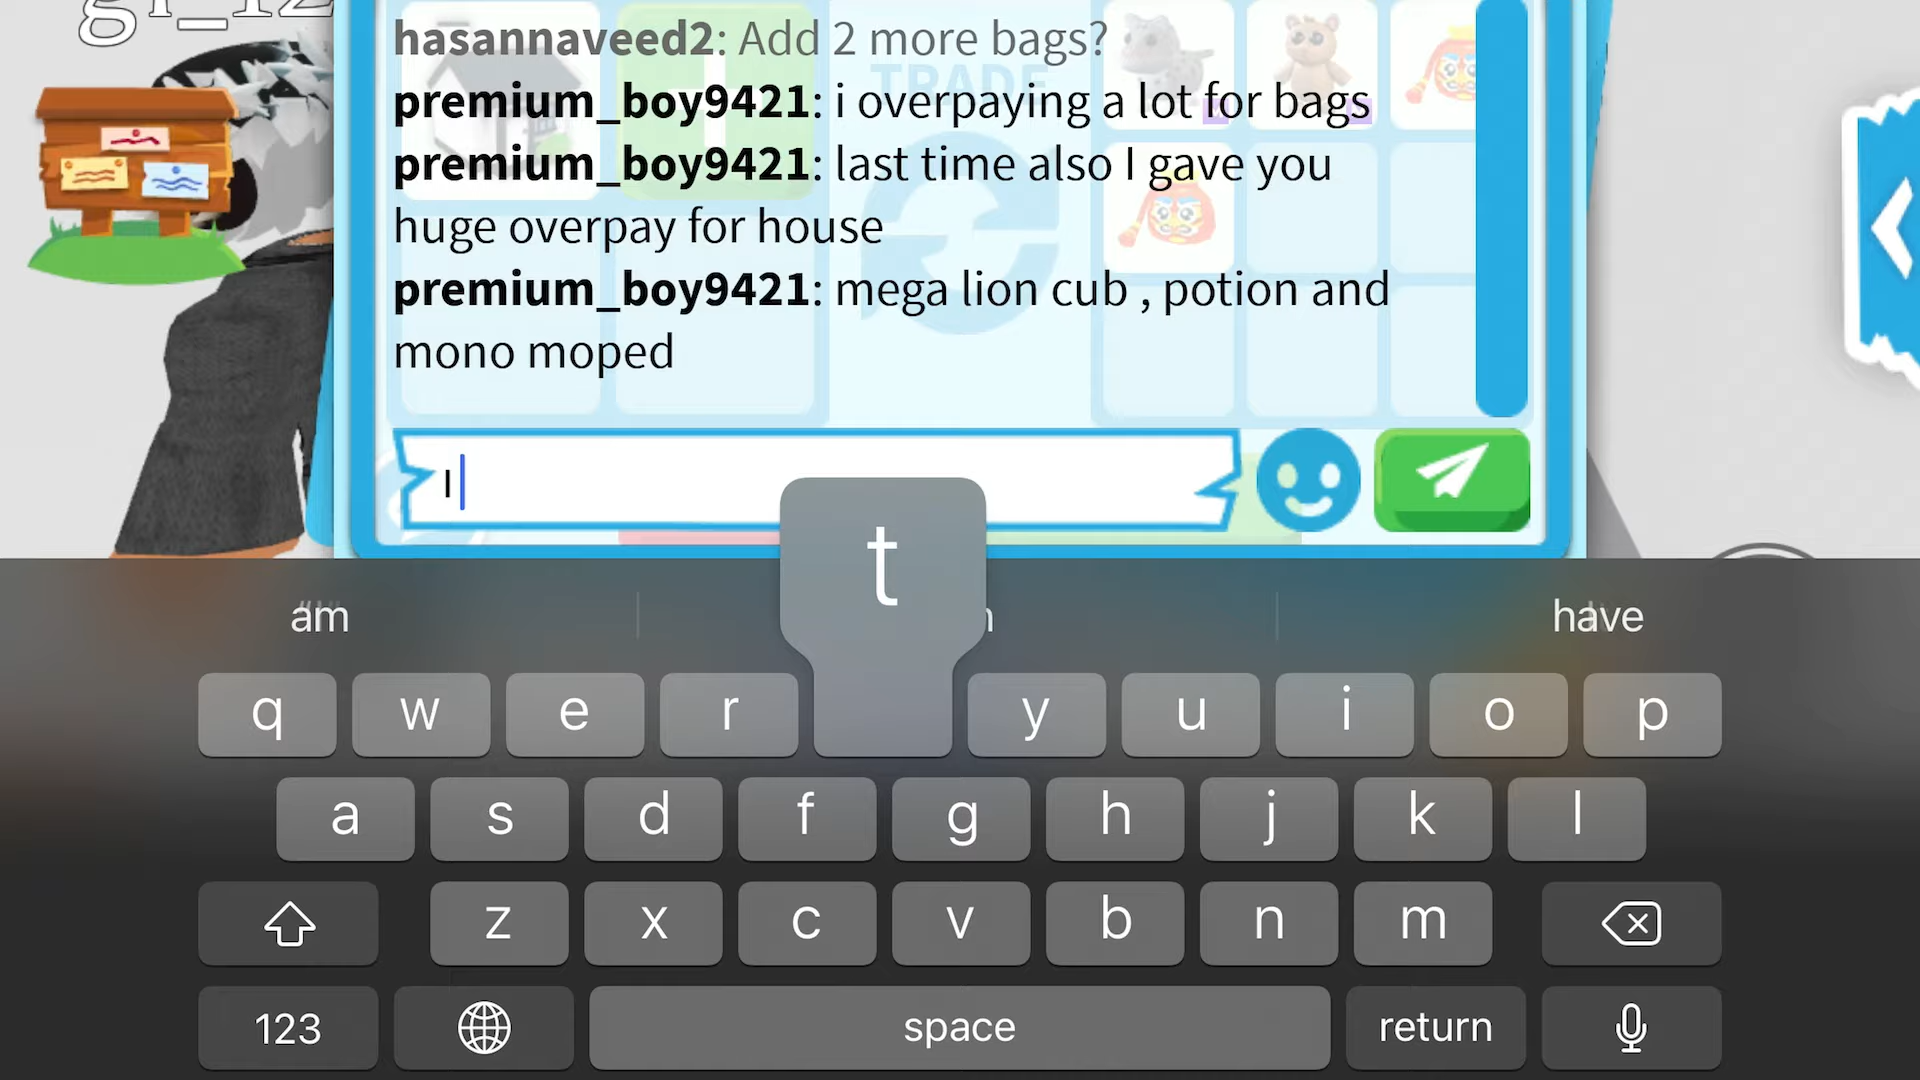 hasannaveed2: Add 2 more bags?
TRADE
premium_boy9421: i overpaying a lot for bags
premium_boy9421: last time also I gave you
huge overpay for house
premium_boy9421: mega lion cub , potion and
mono moped
I
t
am
have
q w e r y u i o p
a s d f g h j k l
z x c v b n m
123 space return